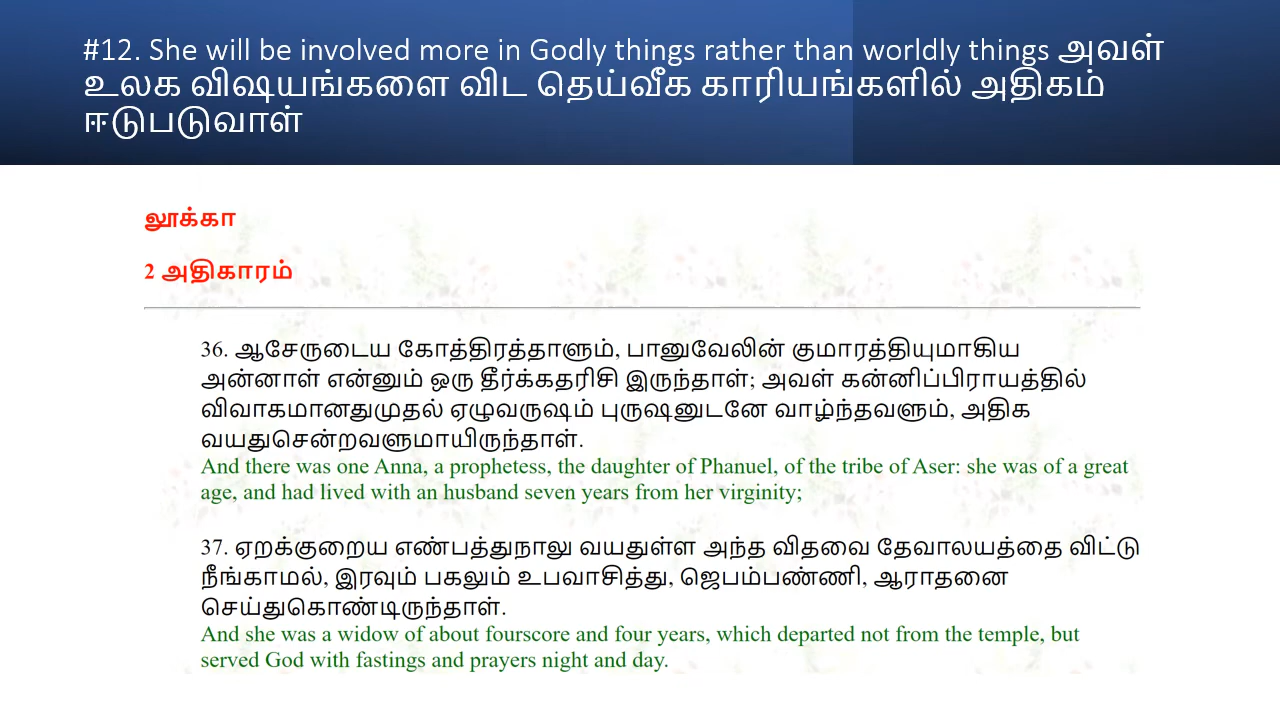 #12. She will be involved more in Godly things rather than worldly things அவள்
உலக விஷயங்களை விட தெய்வீக காரியங்களில் அதிகம்
ஈடுபடுவாள்
லூக்கா
2 அதிகாரம்
36. ஆசேருடைய கோத்திரத்தாளும், பானுவேலின் குமாரத்தியுமாகிய
அன்னாள் என்னும் ஒரு தீர்க்கதரிசி இருந்தாள்; அவள் கன்னிப்பிராயத்தில்
விவாகமானதுமுதல் ஏழுவருஷம் புருஷனுடனே வாழ்ந்தவளும், அதிக
வயதுசென்றவளுமாயிருந்தாள்.
And there was one Anna, a prophetess, the daughter of Phanuel, of the tribe of Aser: she was of a great
age, and had lived with an husband seven years from her virginity;
37. ஏறக்குறைய எண்பத்துநாலு வயதுள்ள அந்த விதவை தேவாலயத்தை விட்டு
நீங்காமல், இரவும் பகலும் உபவாசித்து, ஜெபம்பண்ணி, ஆராதனை
செய்துகொண்டிருந்தாள்.
And she was a widow of about fourscore and four years, which departed not from the temple, but
served God with fastings and prayers night and day.